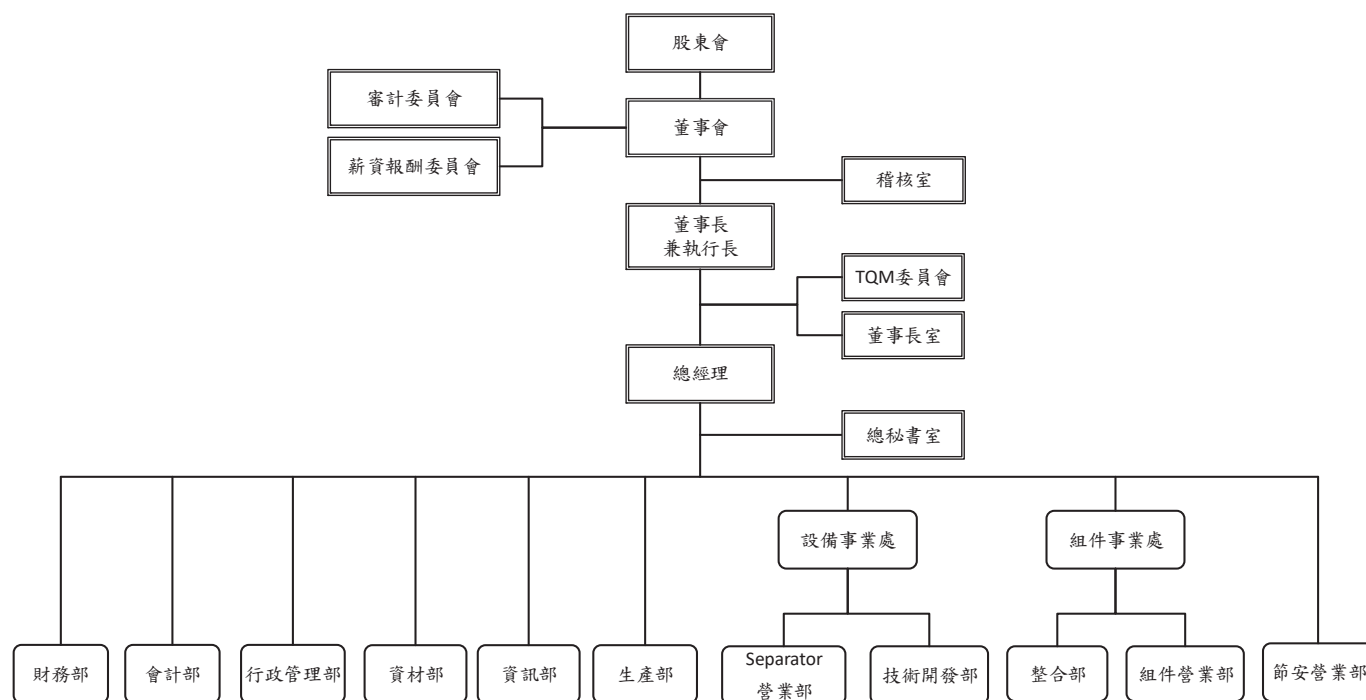 股東會
審計委員會
董事會
薪資報酬委員會
稽核室
董事長
兼執行長
TQM委員會
董事長室
總經理
總秘書室
設備事業處
組件事業處
財務部
會計部
行政管理部
資材部
資訊部
生產部
Separator
營業部
技術開發部
整合部
組件營業部
節安營業部